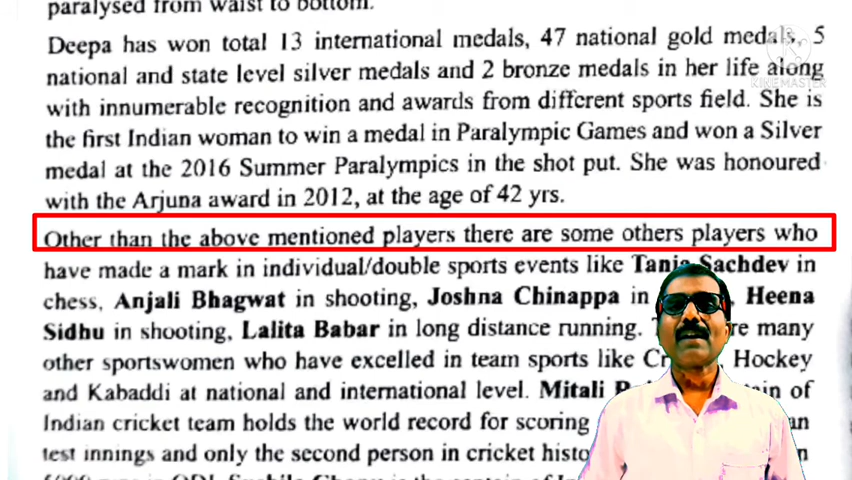 paralysed from waist to bottom.
Deepa has won total 13 international medals, 47 national gold medals, 5
national and state level silver medals and 2 bronze medals in her life along
with innumerable recognition and awards from different sports field. She is
the first Indian woman to win a medal in Paralympic Games and won a Silver
medal at the 2016 Summer Paralympics in the shot put. She was honoured
with the Arjuna award in 2012, at the age of 42 yrs.
Other than the above mentioned players there are some others players who
have made a mark in individual/double sports events like Tania Sachdev in
chess, Anjali Bhagwat in shooting, Joshna Chinappa in Heena
Sidhu in shooting, Lalita Babar in long distance running. many
other sportswomen who have excelled in team sports like Hockey
and Kabaddi at national and international level. Mitali of
Indian cricket team holds the world record for scoring
test innings and only the second person in cricket
in ODI. is the captain of
KINEMASTER